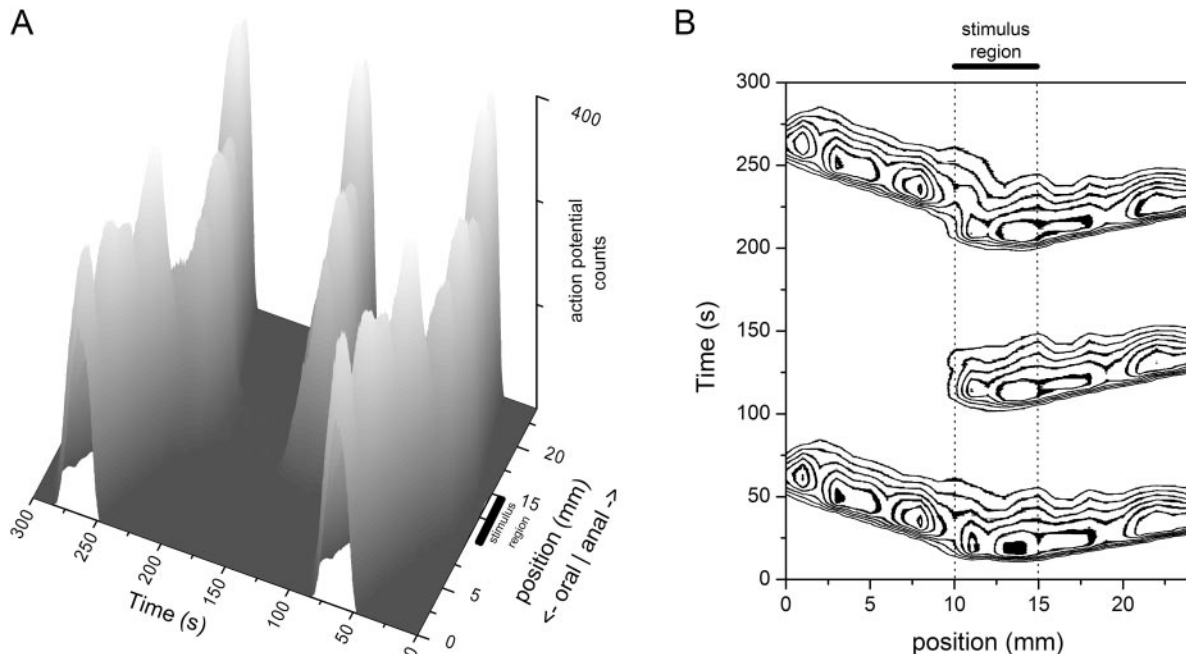 A
400
action potential
counts
20
15
stimulus
region
5
0
position (mm)
<- oral | anal ->
300
250
200
150
100
50
0
Time (s)
B
stimulus
region
300
250
200
150
100
50
0
Time (s)
0
5
10
15
20
position (mm)